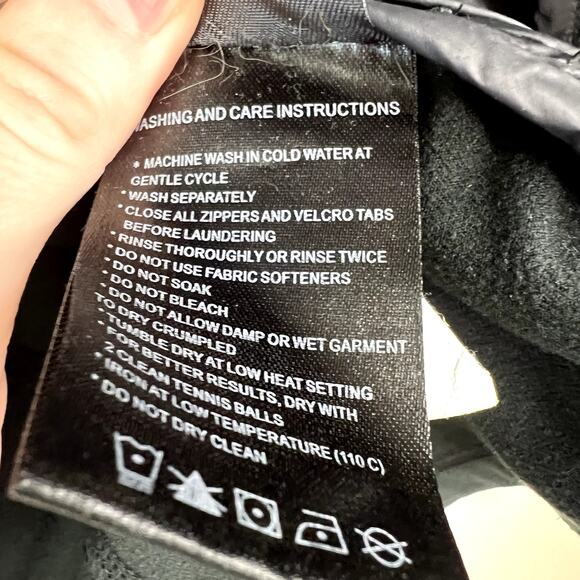 WASHING AND CARE INSTRUCTIONS
* MACHINE WASH IN COLD WATER AT
GENTLE CYCLE
* WASH SEPARATELY
* CLOSE ALL ZIPPERS AND VELCRO TABS
BEFORE LAUNDERING
* RINSE THOROUGHLY OR RINSE TWICE
* DO NOT USE FABRIC SOFTENERS
* DO NOT SOAK
* DO NOT BLEACH
* DO NOT ALLOW DAMP OR WET GARMENT
TO DRY CRUMPLED
* TUMBLE DRY AT LOW HEAT SETTING
* FOR BETTER RESULTS, DRY WITH
2 CLEAN TENNIS BALLS
* IRON AT LOW TEMPERATURE (110 C)
* DO NOT DRY CLEAN